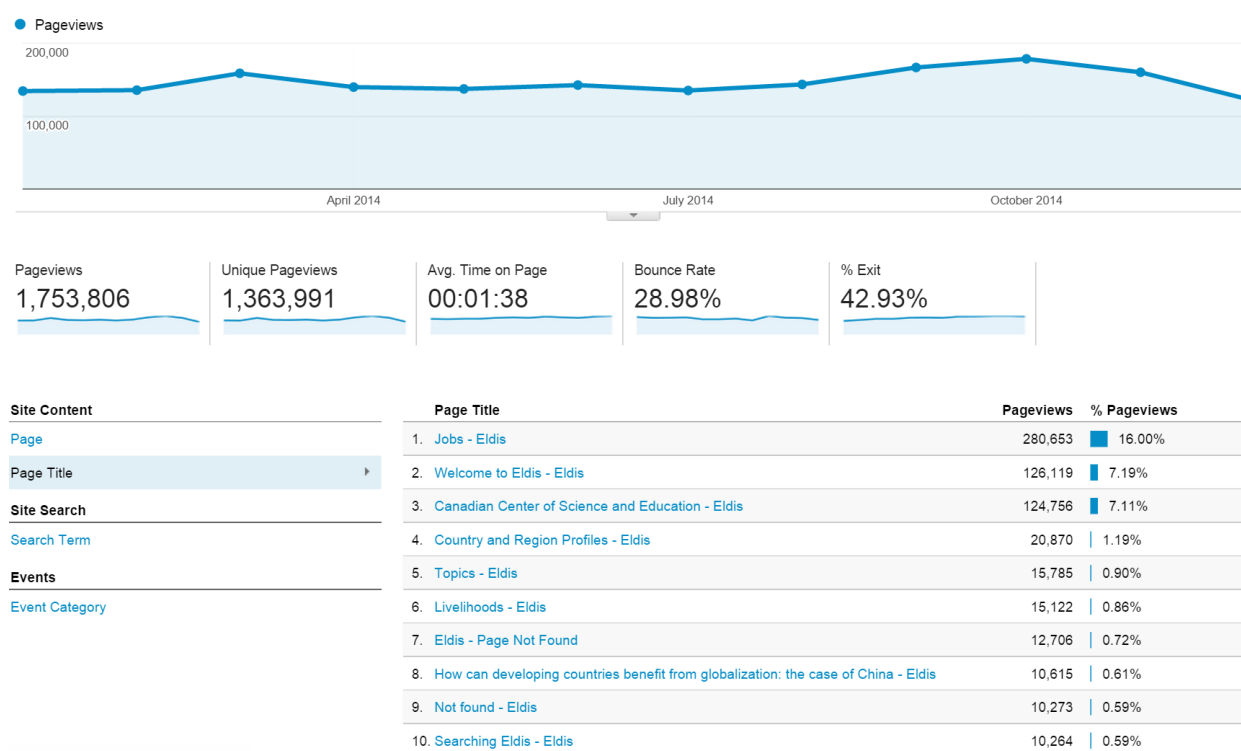 Pageviews
200,000
100,000
April 2014 July 2014 October 2014
Pageviews Unique Pageviews Avg. Time on Page Bounce Rate % Exit
1,753,806 1,363,991 00:01:38 28.98% 42.93%
Site Content
Page
Page Title
Site Search
Search Term
Events
Event Category
Page Title Pageviews % Pageviews
1. Jobs - Eldis 280,653 16.00%
2. Welcome to Eldis - Eldis 126,119 7.19%
3. Canadian Center of Science and Education - Eldis 124,756 7.11%
4. Country and Region Profiles - Eldis 20,870 1.19%
5. Topics - Eldis 15,785 0.90%
6. Livelihoods - Eldis 15,122 0.86%
7. Eldis - Page Not Found 12,706 0.72%
8. How can developing countries benefit from globalization: the case of China - Eldis 10,615 0.61%
9. Not found - Eldis 10,273 0.59%
10. Searching Eldis - Eldis 10,264 0.59%